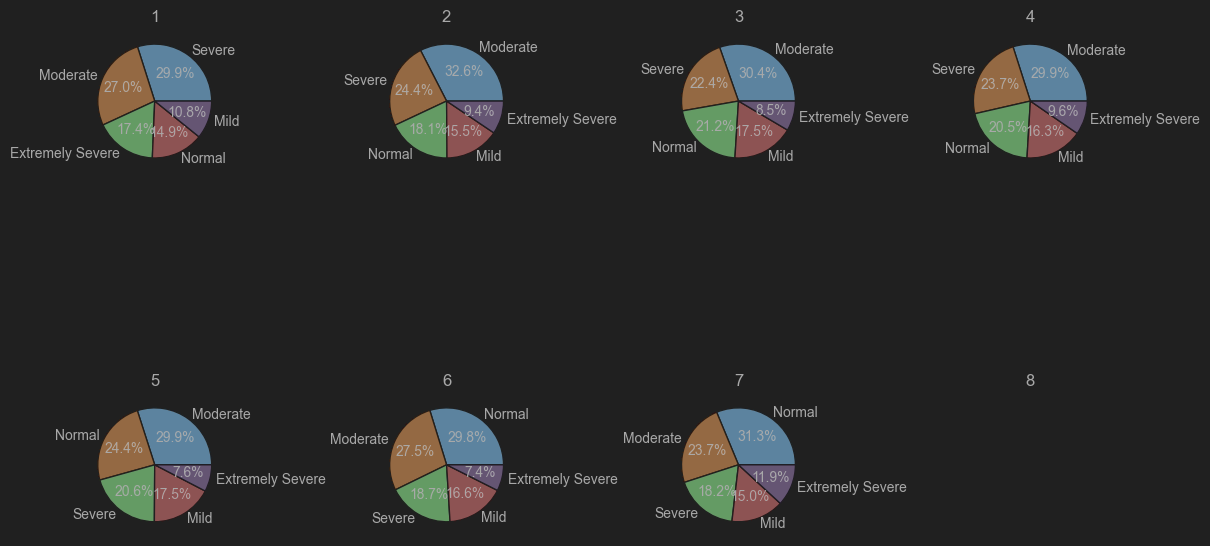 1
Severe
29.9%
Moderate
27.0%
Extremely Severe
17.4%
Normal
14.9%
Mild
10.8%
2
Moderate
32.6%
Severe
24.4%
Normal
18.1%
Mild
15.5%
Extremely Severe
9.4%
3
Moderate
30.4%
Severe
22.4%
Normal
21.2%
Mild
17.5%
Extremely Severe
8.5%
4
Moderate
29.9%
Severe
23.7%
Normal
20.5%
Mild
16.3%
Extremely Severe
9.6%
5
Moderate
29.9%
Normal
24.4%
Severe
20.6%
Mild
17.5%
Extremely Severe
7.6%
6
Normal
29.8%
Moderate
27.5%
Severe
18.7%
Mild
16.6%
Extremely Severe
7.4%
7
Normal
31.3%
Moderate
23.7%
Severe
18.2%
Mild
15.0%
Extremely Severe
11.9%
8